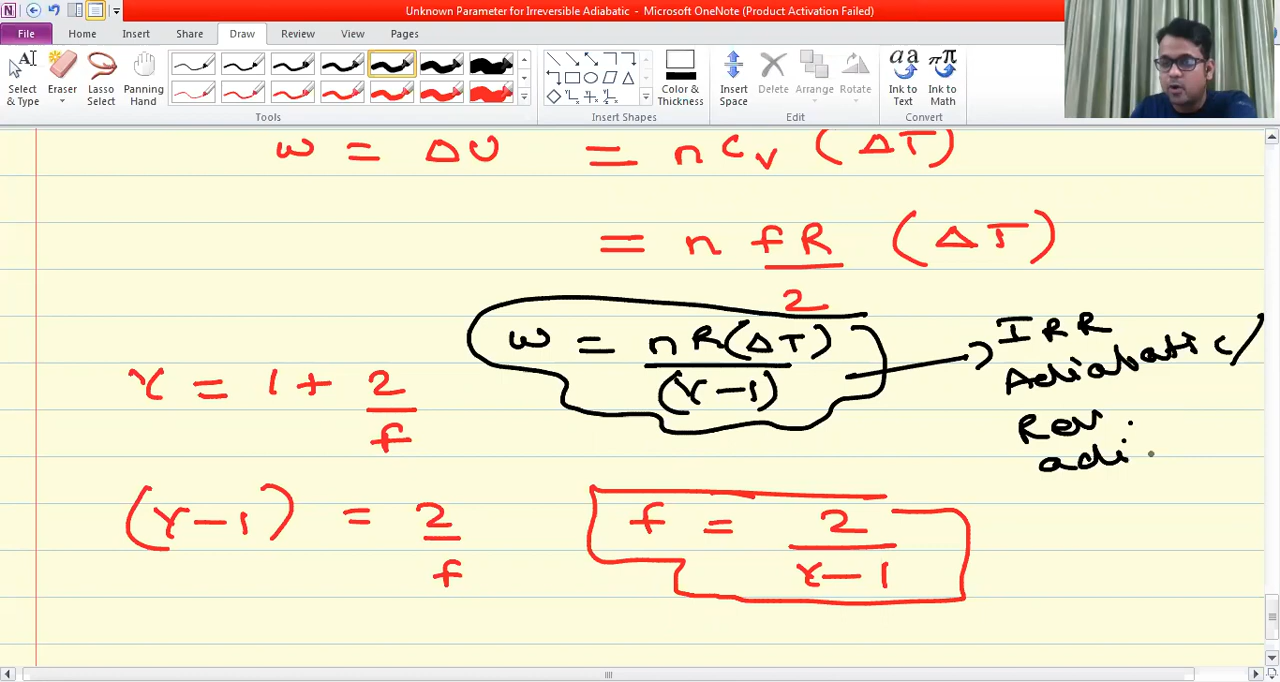 Unknown Parameter for Irreversible Adiabatic - Microsoft OneNote (Product Activation Failed)
File Home Insert Share Draw Review View Pages
Select & Type
Eraser
Lasso Select
Panning Hand
Insert Space
Delete
Arrange
Rotate
Color & Thickness
Ink to Text
Ink to Math
Tools
Insert Shapes
Edit
Convert
w = ΔU = n Cv (ΔT)
= n fR/2 (ΔT)
w = nR(ΔT)/(γ-1) → IRR
Adiabatic/
Rev.
adi
γ = 1 + 2/f
(γ-1) = 2/f
f = 2/γ-1